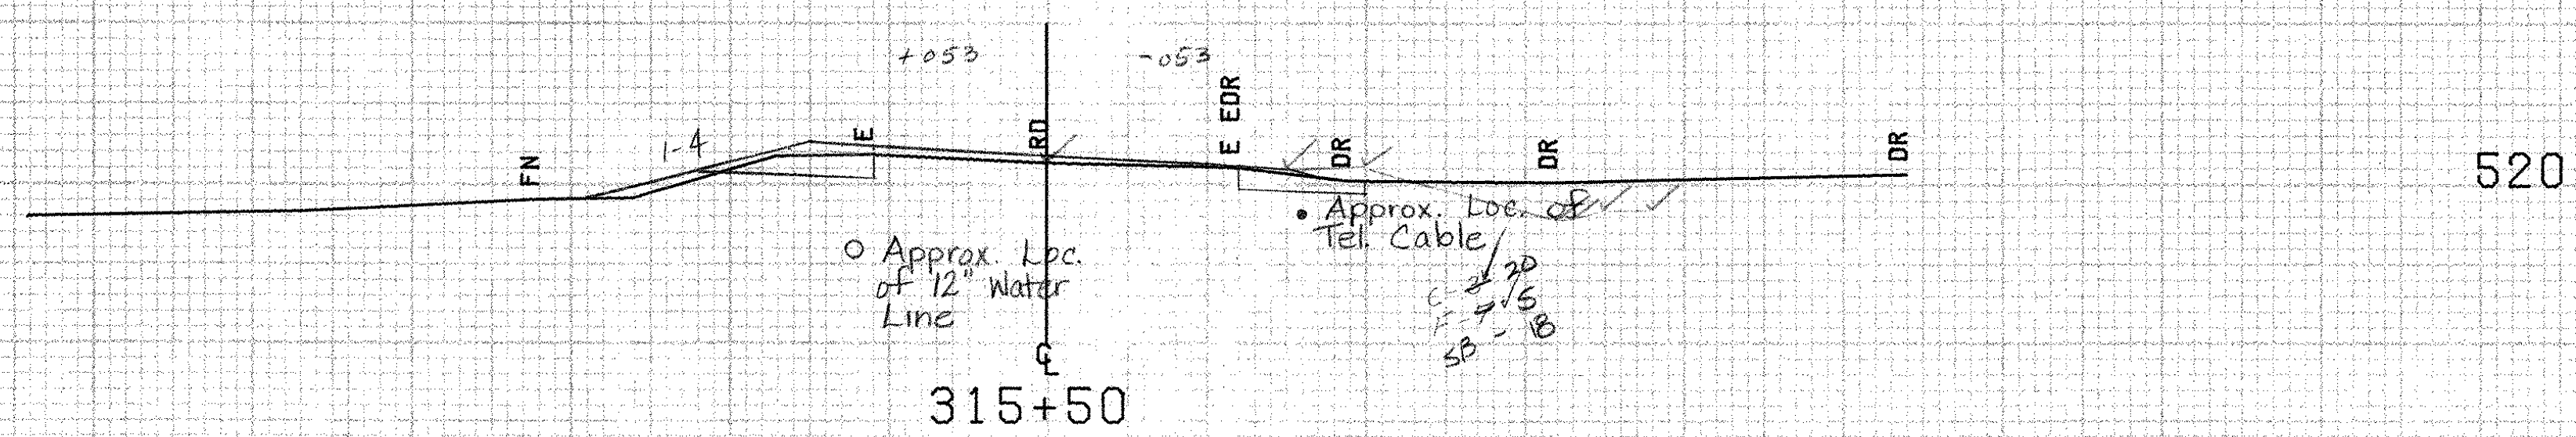 +053
-053
1-4
FN
E
RD
E EDR
DR
DR
DR
520
Approx. Loc. of
Tel. Cable
Approx. Loc.
of 12" Water
Line
C - 20
F - 15
SB - 18
CL
315+50